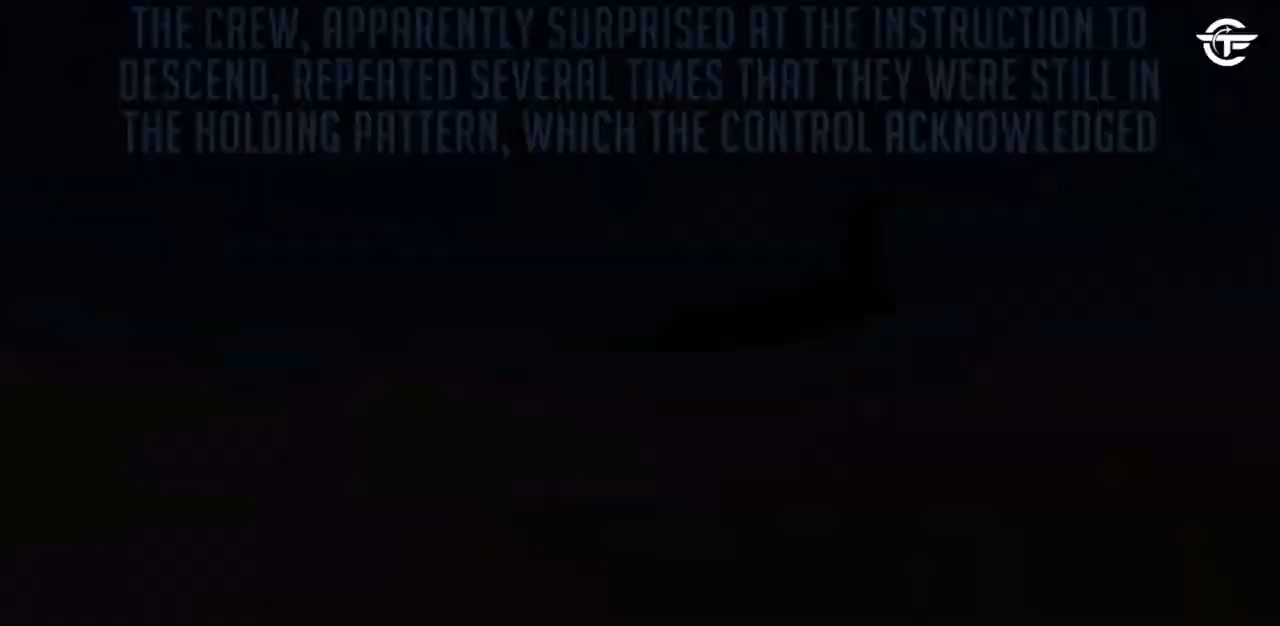 THE CREW, APPARENTLY SURPRISED AT THE INSTRUCTION TO
DESCEND, REPEATED SEVERAL TIMES THAT THEY WERE STILL IN
THE HOLDING PATTERN, WHICH THE CONTROL ACKNOWLEDGED